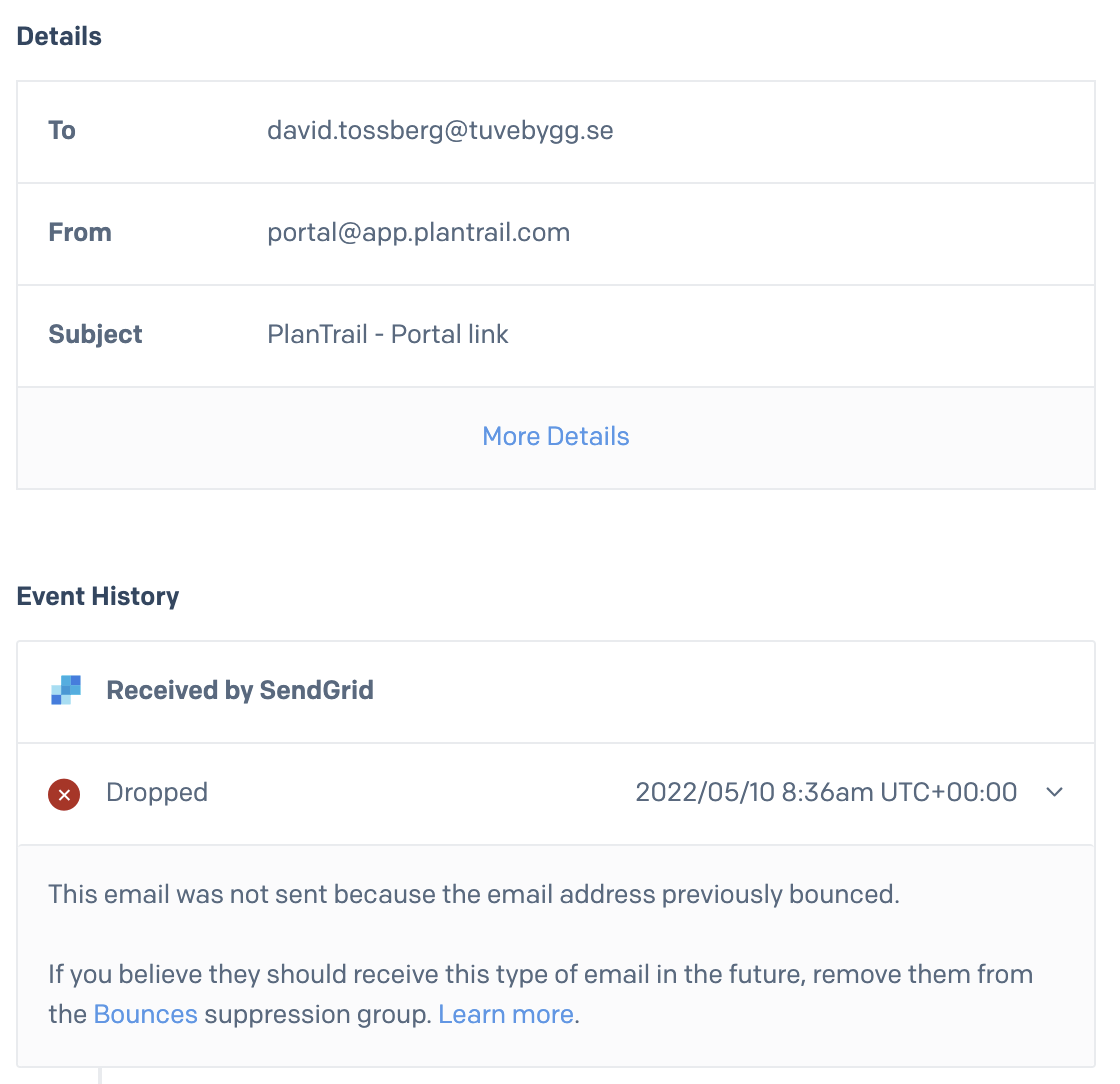 Details
To david.tossberg@tuvebygg.se
From portal@app.plantrail.com
Subject PlanTrail - Portal link
More Details
Event History
Received by SendGrid
Dropped 2022/05/10 8:36am UTC+00:00
This email was not sent because the email address previously bounced.
If you believe they should receive this type of email in the future, remove them from
the Bounces suppression group. Learn more.